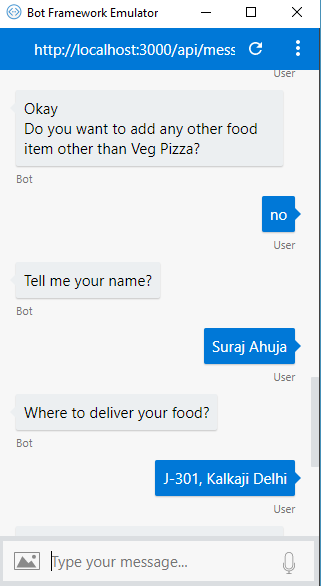 Bot Framework Emulator
http://localhost:3000/api/mess
User
Okay
Do you want to add any other food
item other than Veg Pizza?
Bot
no
User
Tell me your name?
Bot
Suraj Ahuja
User
Where to deliver your food?
Bot
J-301, Kalkaji Delhi
User
Type your message...